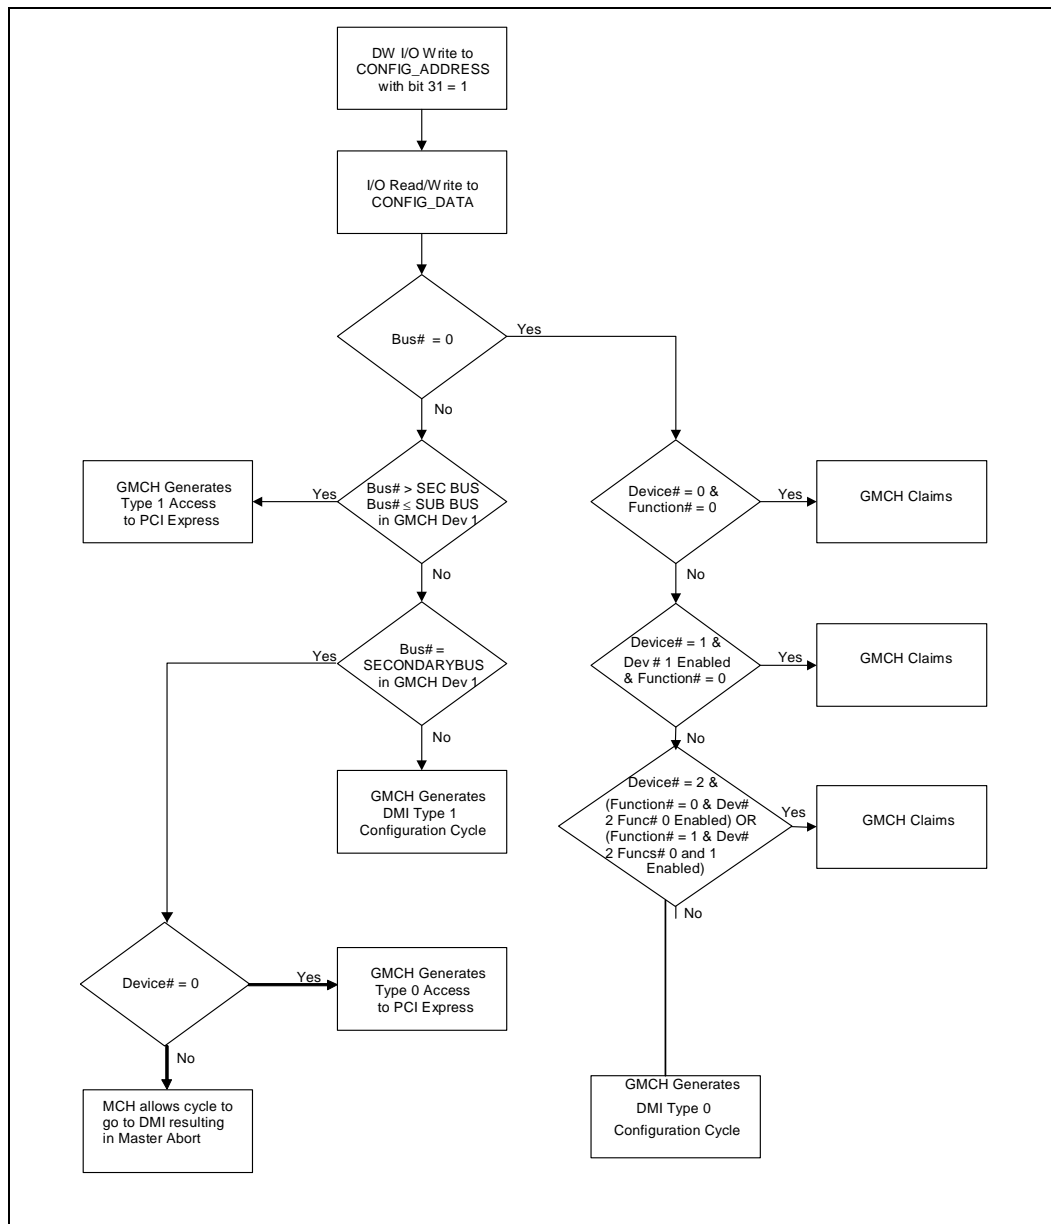 DW I/O Write to
CONFIG_ADDRESS
with bit 31 = 1
I/O Read/Write to
CONFIG_DATA
Bus# = 0
Yes
No
Bus# > SEC BUS
Bus# ≤ SUB BUS
in GMCH Dev 1
Yes
GMCH Generates
Type 1 Access
to PCI Express
No
Device# = 0 &
Function# = 0
Yes
GMCH Claims
No
Bus# =
SECONDARYBUS
in GMCH Dev 1
Yes
No
Device# = 1 &
Dev # 1 Enabled
& Function# = 0
Yes
GMCH Claims
No
GMCH Generates
DMI Type 1
Configuration Cycle
Device# = 2 &
(Function# = 0 & Dev#
2 Func# 0 Enabled) OR
(Function# = 1 & Dev#
2 Funcs# 0 and 1
Enabled)
Yes
GMCH Claims
No
Device# = 0
Yes
GMCH Generates
Type 0 Access
to PCI Express
No
MCH allows cycle to
go to DMI resulting
in Master Abort
GMCH Generates
DMI Type 0
Configuration Cycle